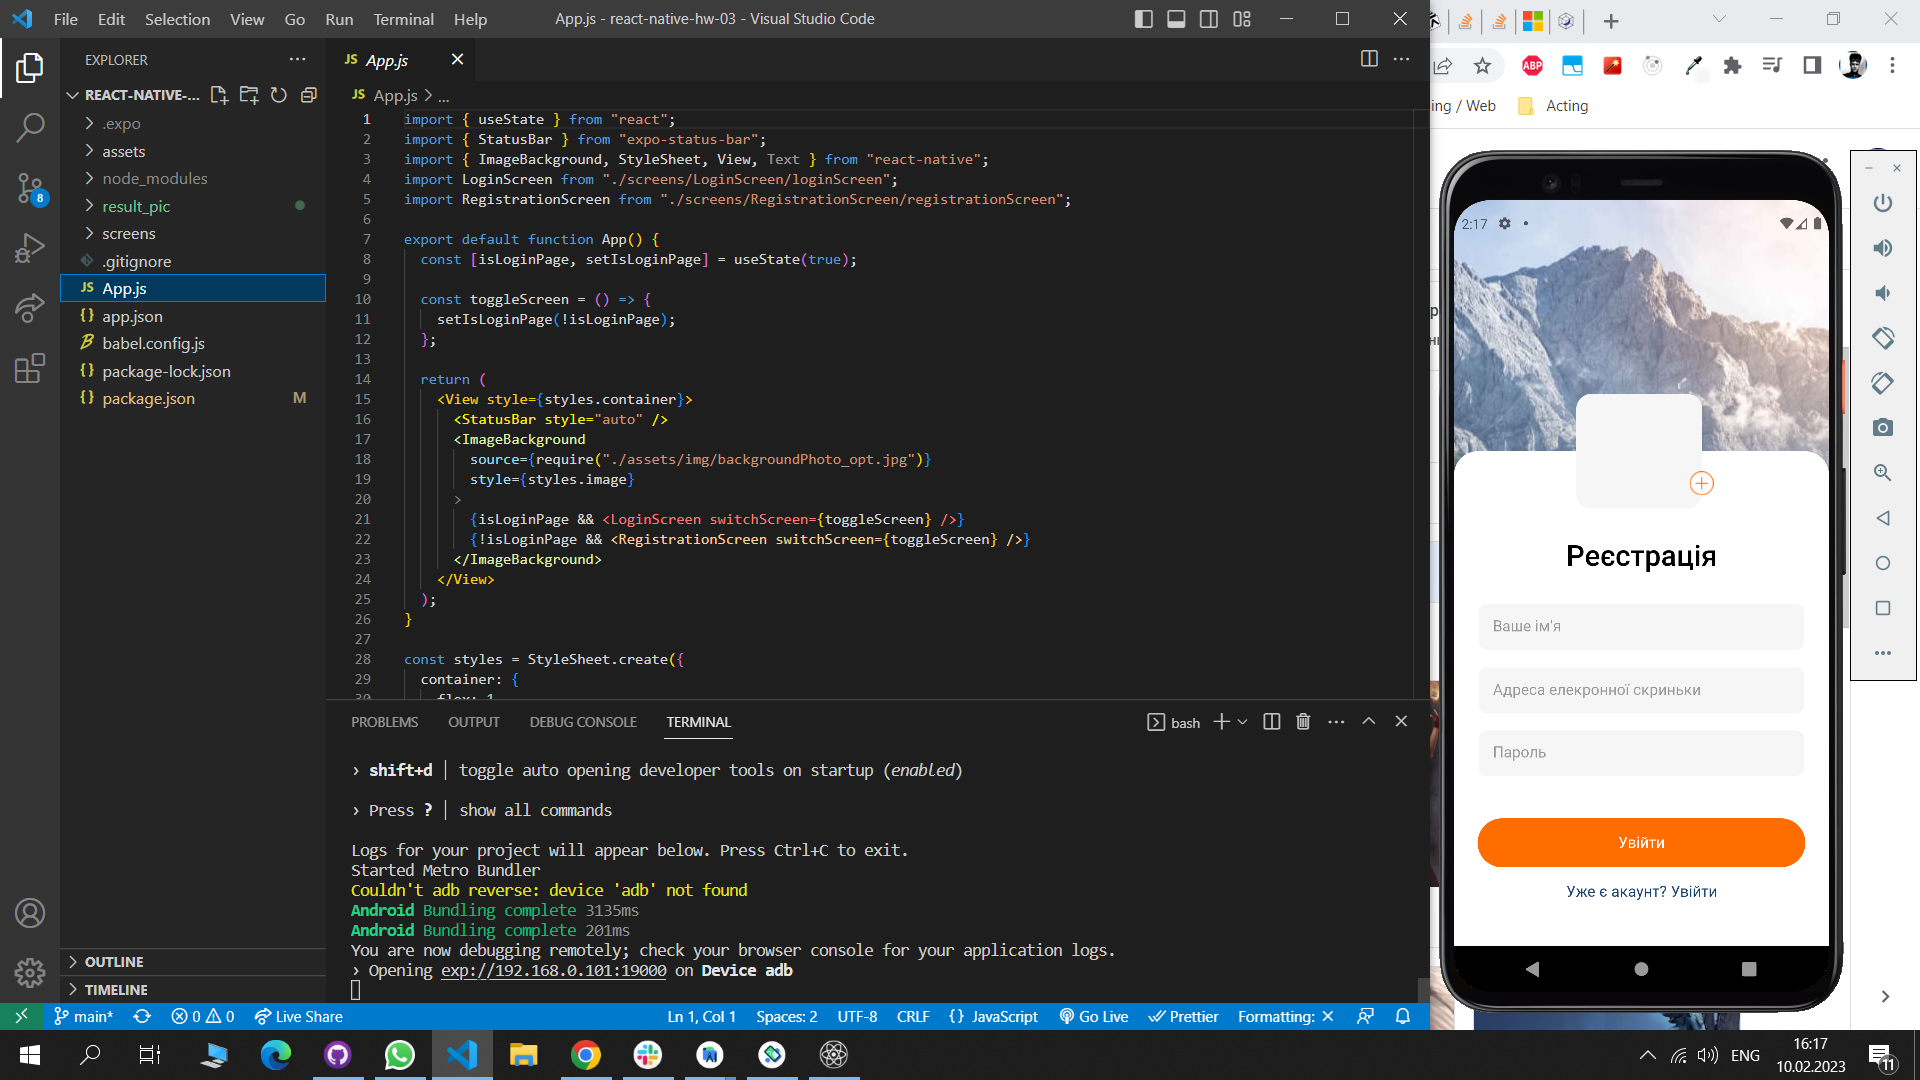 File Edit Selection View Go Run Terminal Help
App.js - react-native-hw-03 - Visual Studio Code
EXPLORER
REACT-NATIVE-...
.expo
assets
node_modules
result_pic
screens
.gitignore
JS App.js
{} app.json
babel.config.js
{} package-lock.json
{} package.json M
OUTLINE
TIMELINE
JS App.js
JS App.js > ...
1 import { useState } from "react";
2 import { StatusBar } from "expo-status-bar";
3 import { ImageBackground, StyleSheet, View, Text } from "react-native";
4 import LoginScreen from "./screens/LoginScreen/loginScreen";
5 import RegistrationScreen from "./screens/RegistrationScreen/registrationScreen";
6
7 export default function App() {
8 const [isLoginPage, setIsLoginPage] = useState(true);
9
10 const toggleScreen = () => {
11 setIsLoginPage(!isLoginPage);
12 };
13
14 return (
15 <View style={styles.container}>
16 <StatusBar style="auto" />
17 <ImageBackground
18 source={require("./assets/img/backgroundPhoto_opt.jpg")}
19 style={styles.image}
20 >
21 {isLoginPage && <LoginScreen switchScreen={toggleScreen} />}
22 {!isLoginPage && <RegistrationScreen switchScreen={toggleScreen} />}
23 </ImageBackground>
24 </View>
25 );
26 }
27
28 const styles = StyleSheet.create({
29 container: {
30 flex: 1
PROBLEMS OUTPUT DEBUG CONSOLE TERMINAL
bash
› shift+d │ toggle auto opening developer tools on startup (enabled)
› Press ? │ show all commands
Logs for your project will appear below. Press Ctrl+C to exit.
Started Metro Bundler
Couldn't adb reverse: device 'adb' not found
Android Bundling complete 3135ms
Android Bundling complete 201ms
You are now debugging remotely; check your browser console for your application logs.
› Opening exp://192.168.0.101:19000 on Device adb
8
main* 0 0 Live Share
Ln 1, Col 1 Spaces: 2 UTF-8 CRLF {} JavaScript Go Live Prettier Formatting: ×
ABP
ing / Web Acting
2:17
Реєстрація
Ваше ім'я
Адреса елекронної скриньки
Пароль
Увійти
Уже є акаунт? Увійти
ENG
16:17
10.02.2023
11